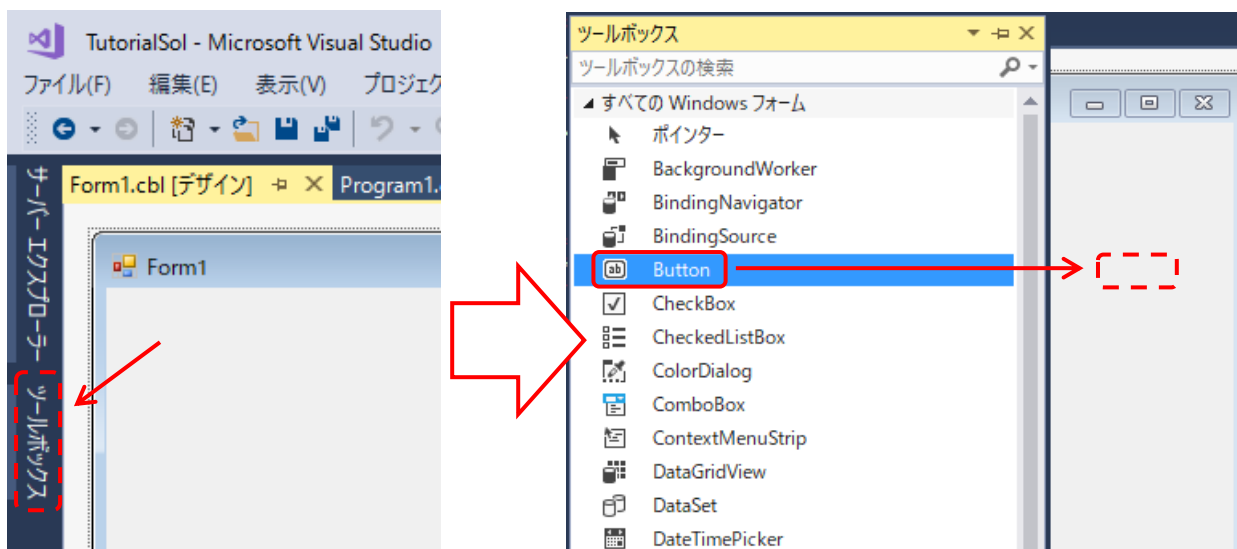 TutorialSol - Microsoft Visual Studio
ファイル(F) 編集(E) 表示(V) プロジェク
サーバー エクスプローラー
ツールボックス
Form1.cbl [デザイン]
Program1.
Form1
ツールボックス
ツールボックスの検索
すべての Windows フォーム
ポインター
BackgroundWorker
BindingNavigator
BindingSource
ab Button
CheckBox
CheckedListBox
ColorDialog
ComboBox
ContextMenuStrip
DataGridView
DataSet
DateTimePicker